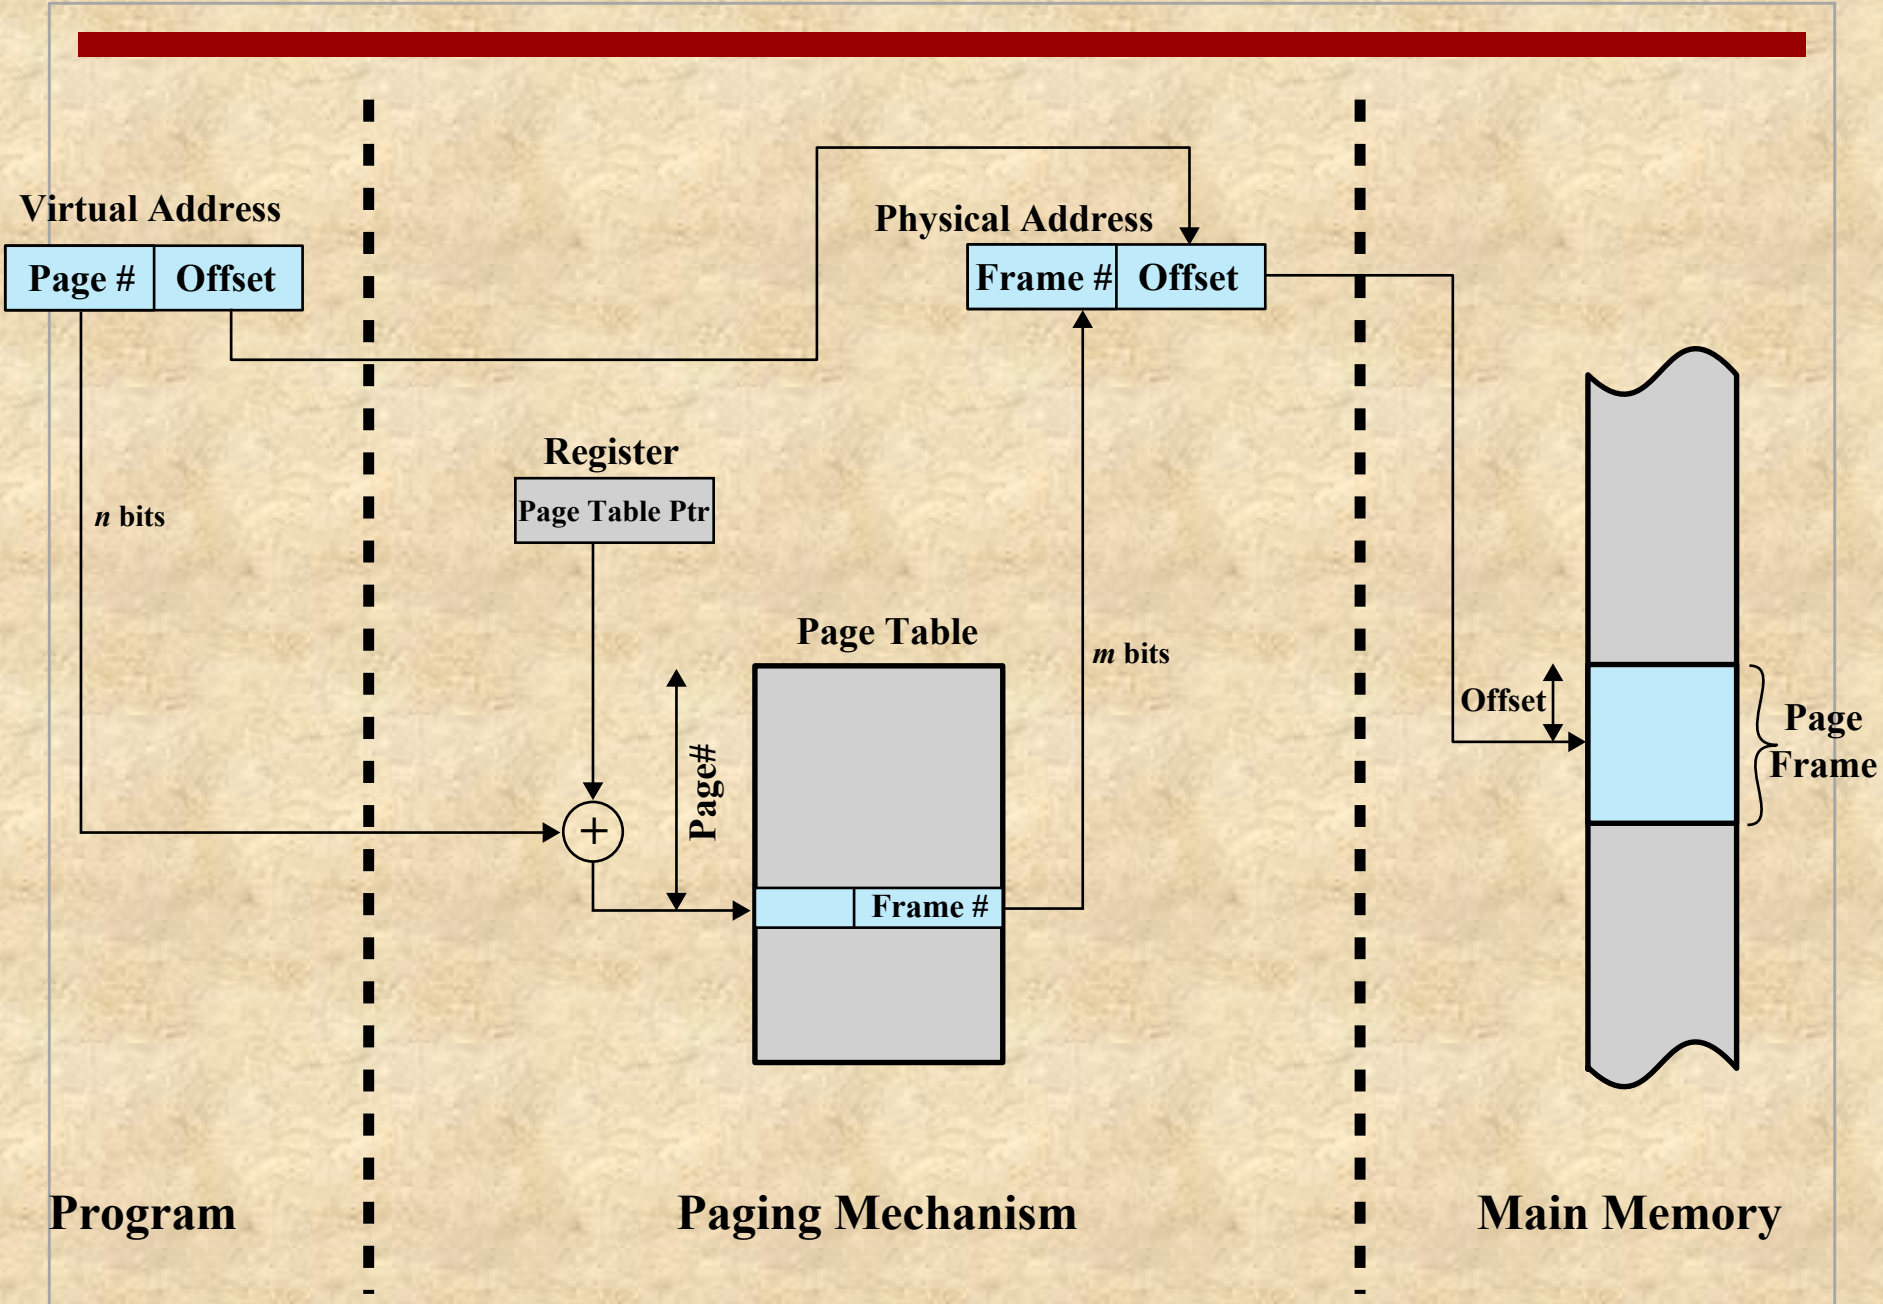 Virtual Address
Page # Offset
Physical Address
Frame # Offset
Register
Page Table Ptr
n bits
Page Table
m bits
Page#
Frame #
Offset
Page
Frame
+
Program
Paging Mechanism
Main Memory